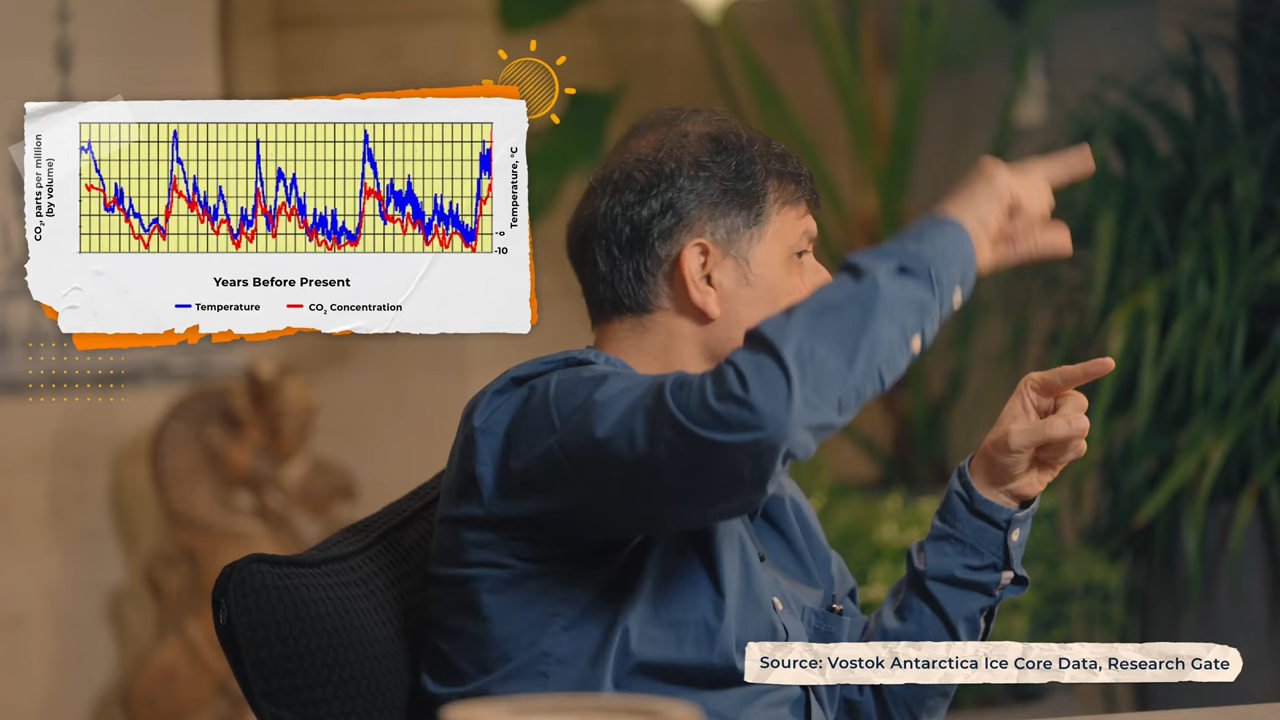 CO₂, parts per million
(by volume)
Temperature, °C
- 0
-10
Years Before Present
Temperature
CO₂ Concentration
Source: Vostok Antarctica Ice Core Data, Research Gate